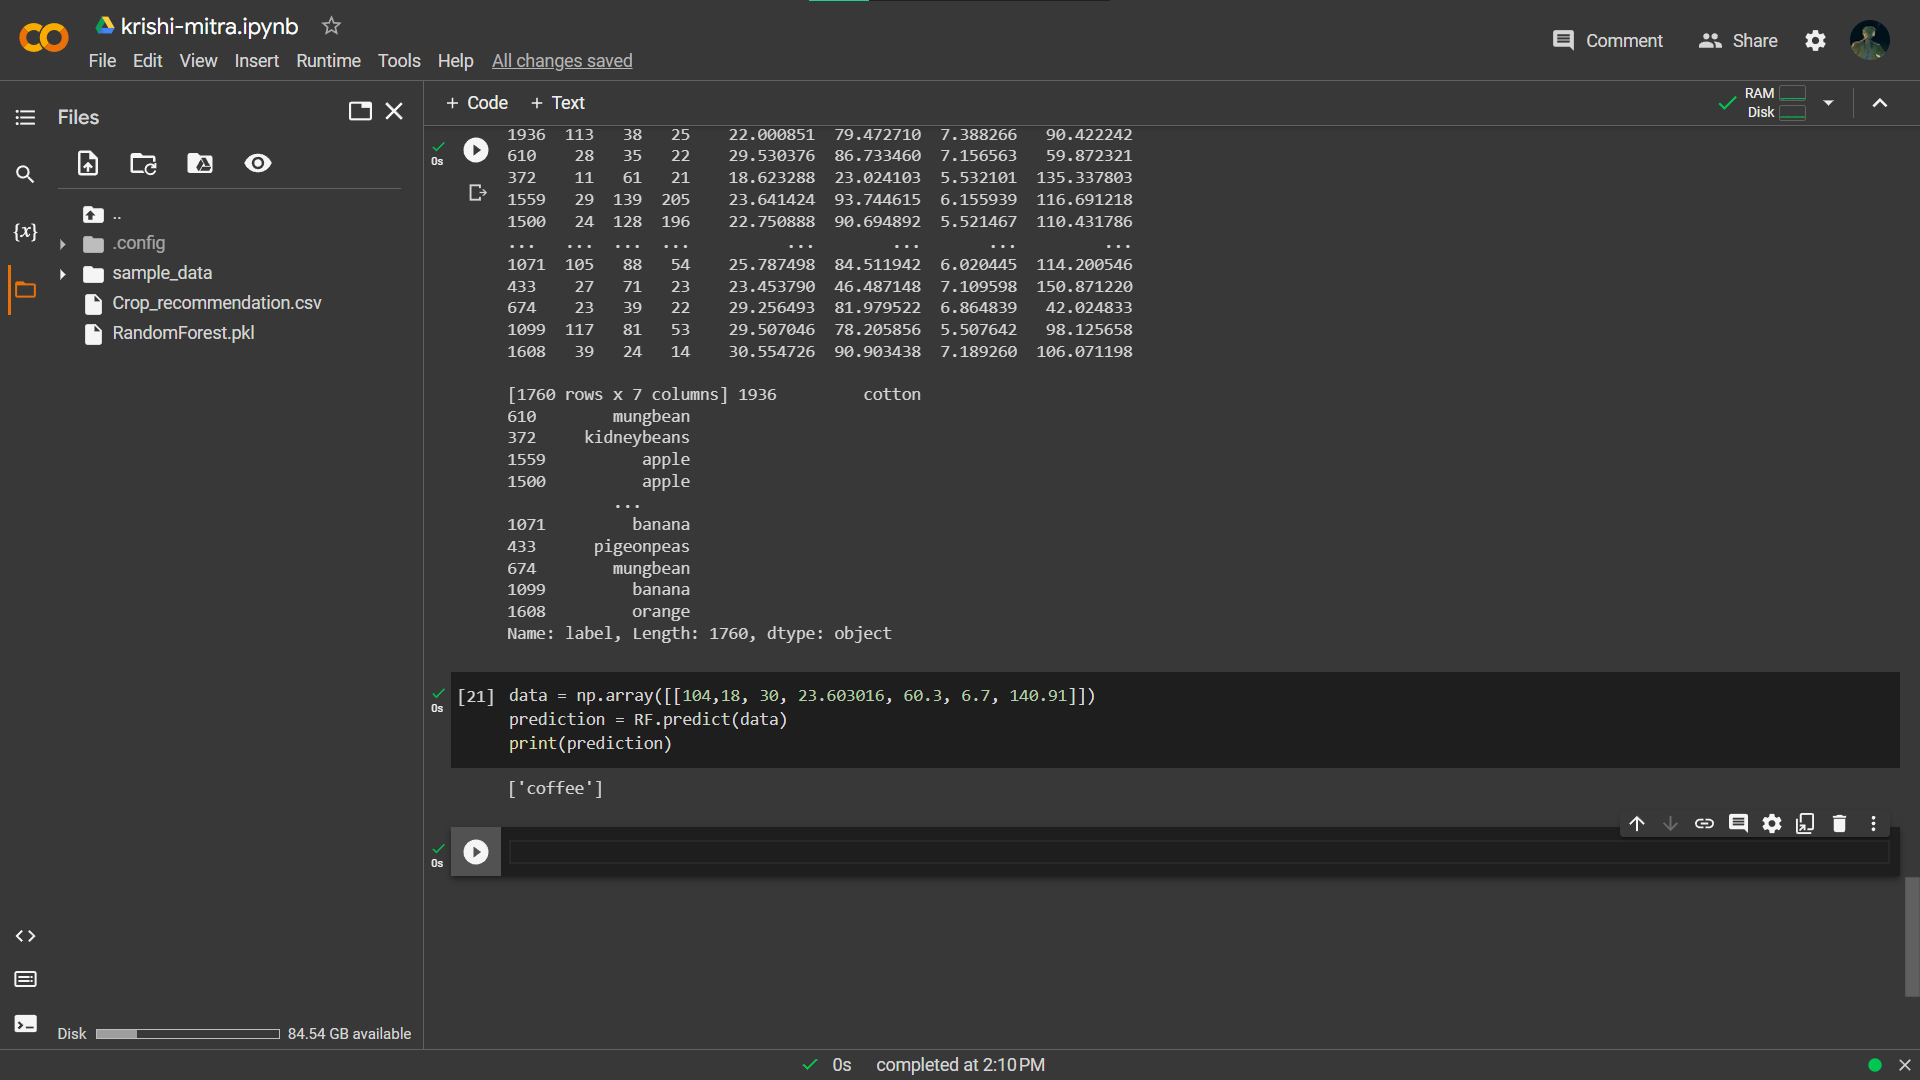 krishi-mitra.ipynb
File Edit View Insert Runtime Tools Help All changes saved
Comment
Share
Files
+ Code + Text
RAM
Disk
..
.config
sample_data
Crop_recommendation.csv
RandomForest.pkl
{x}
0s
1936 113 38 25 22.000851 79.472710 7.388266 90.422242
610 28 35 22 29.530376 86.733460 7.156563 59.872321
372 11 61 21 18.623288 23.024103 5.532101 135.337803
1559 29 139 205 23.641424 93.744615 6.155939 116.691218
1500 24 128 196 22.750888 90.694892 5.521467 110.431786
... ... ... ... ... ... ... ...
1071 105 88 54 25.787498 84.511942 6.020445 114.200546
433 27 71 23 23.453790 46.487148 7.109598 150.871220
674 23 39 22 29.256493 81.979522 6.864839 42.024833
1099 117 81 53 29.507046 78.205856 5.507642 98.125658
1608 39 24 14 30.554726 90.903438 7.189260 106.071198
[1760 rows x 7 columns] 1936 cotton
610 mungbean
372 kidneybeans
1559 apple
1500 apple
...
1071 banana
433 pigeonpeas
674 mungbean
1099 banana
1608 orange
Name: label, Length: 1760, dtype: object
0s
[21] data = np.array([[104,18, 30, 23.603016, 60.3, 6.7, 140.91]])
prediction = RF.predict(data)
print(prediction)
['coffee']
0s
Disk 84.54 GB available
0s completed at 2:10 PM